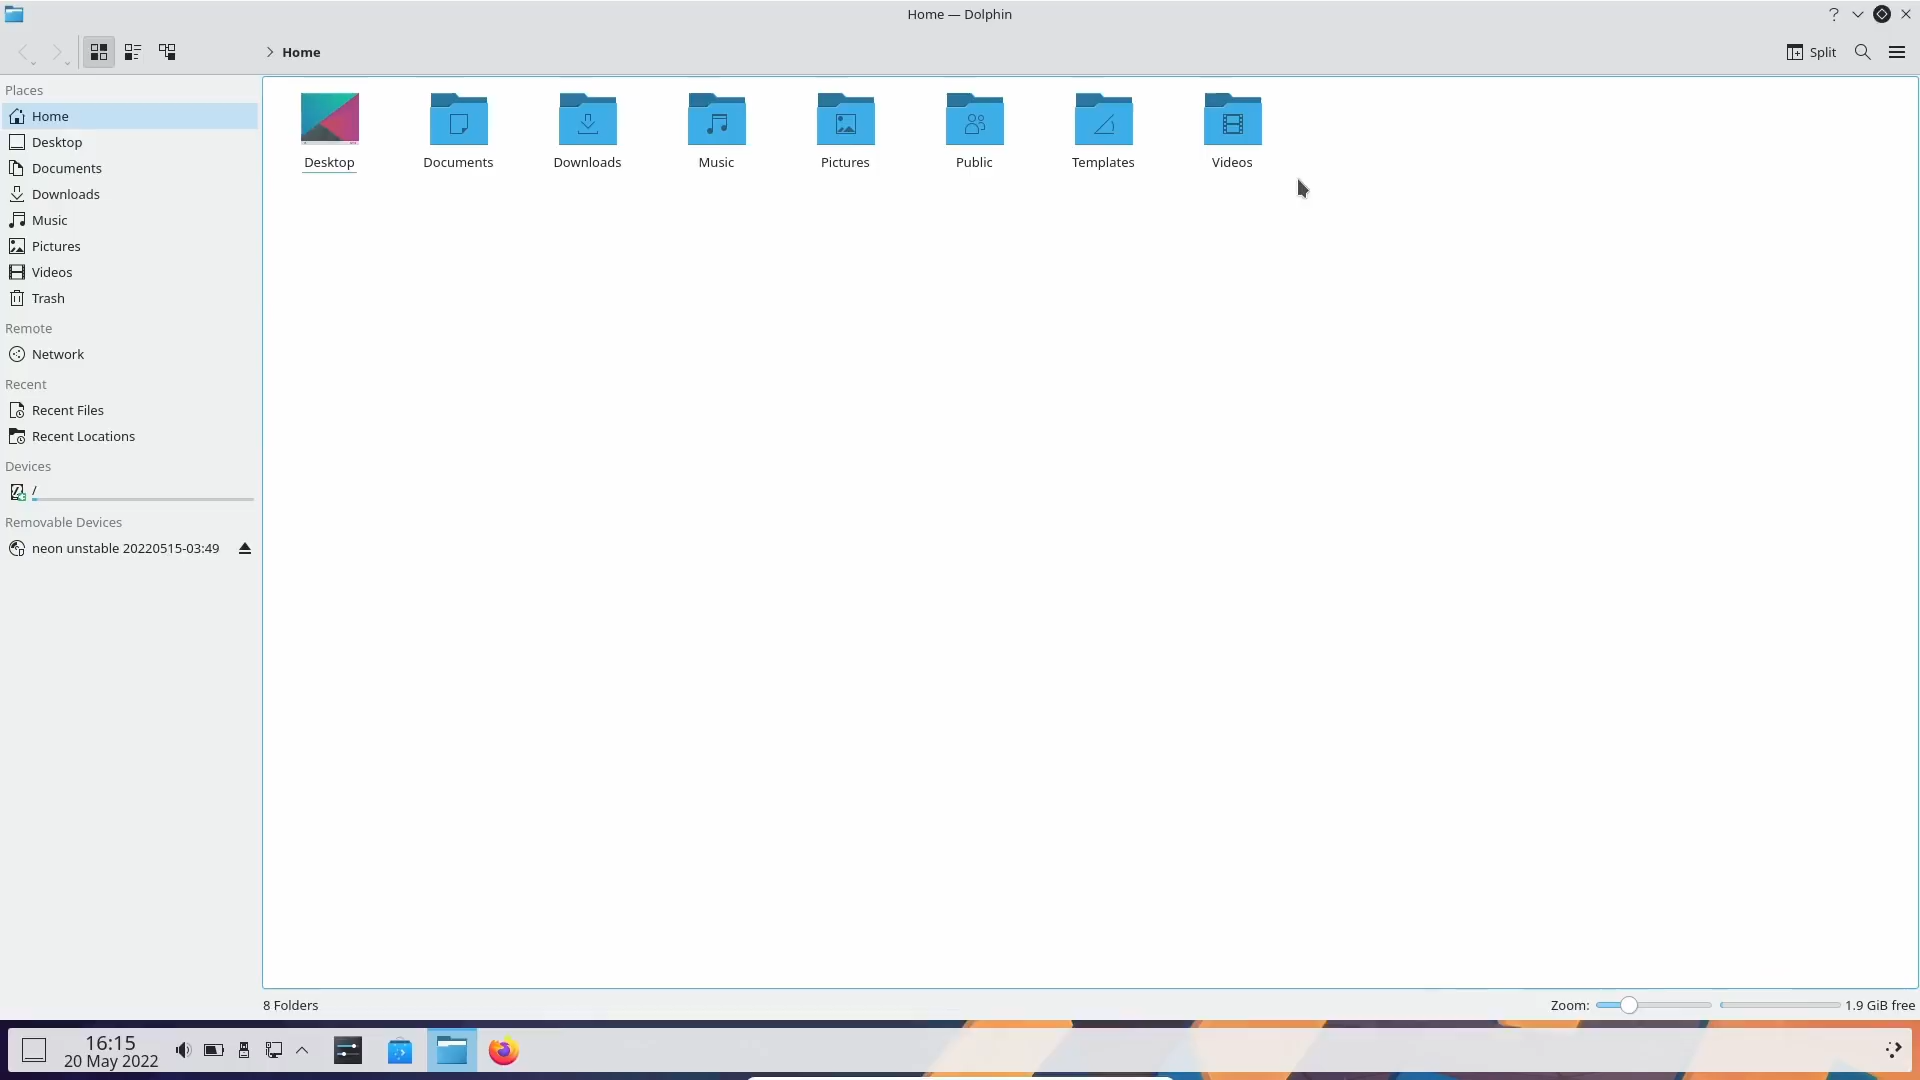 Home — Dolphin
Home
Split
Places
Home
Desktop
Documents
Downloads
Music
Pictures
Videos
Trash
Remote
Network
Recent
Recent Files
Recent Locations
Devices
/
Removable Devices
neon unstable 20220515-03:49
Desktop
Documents
Downloads
Music
Pictures
Public
Templates
Videos
8 Folders
Zoom:
1.9 GiB free
16:15
20 May 2022